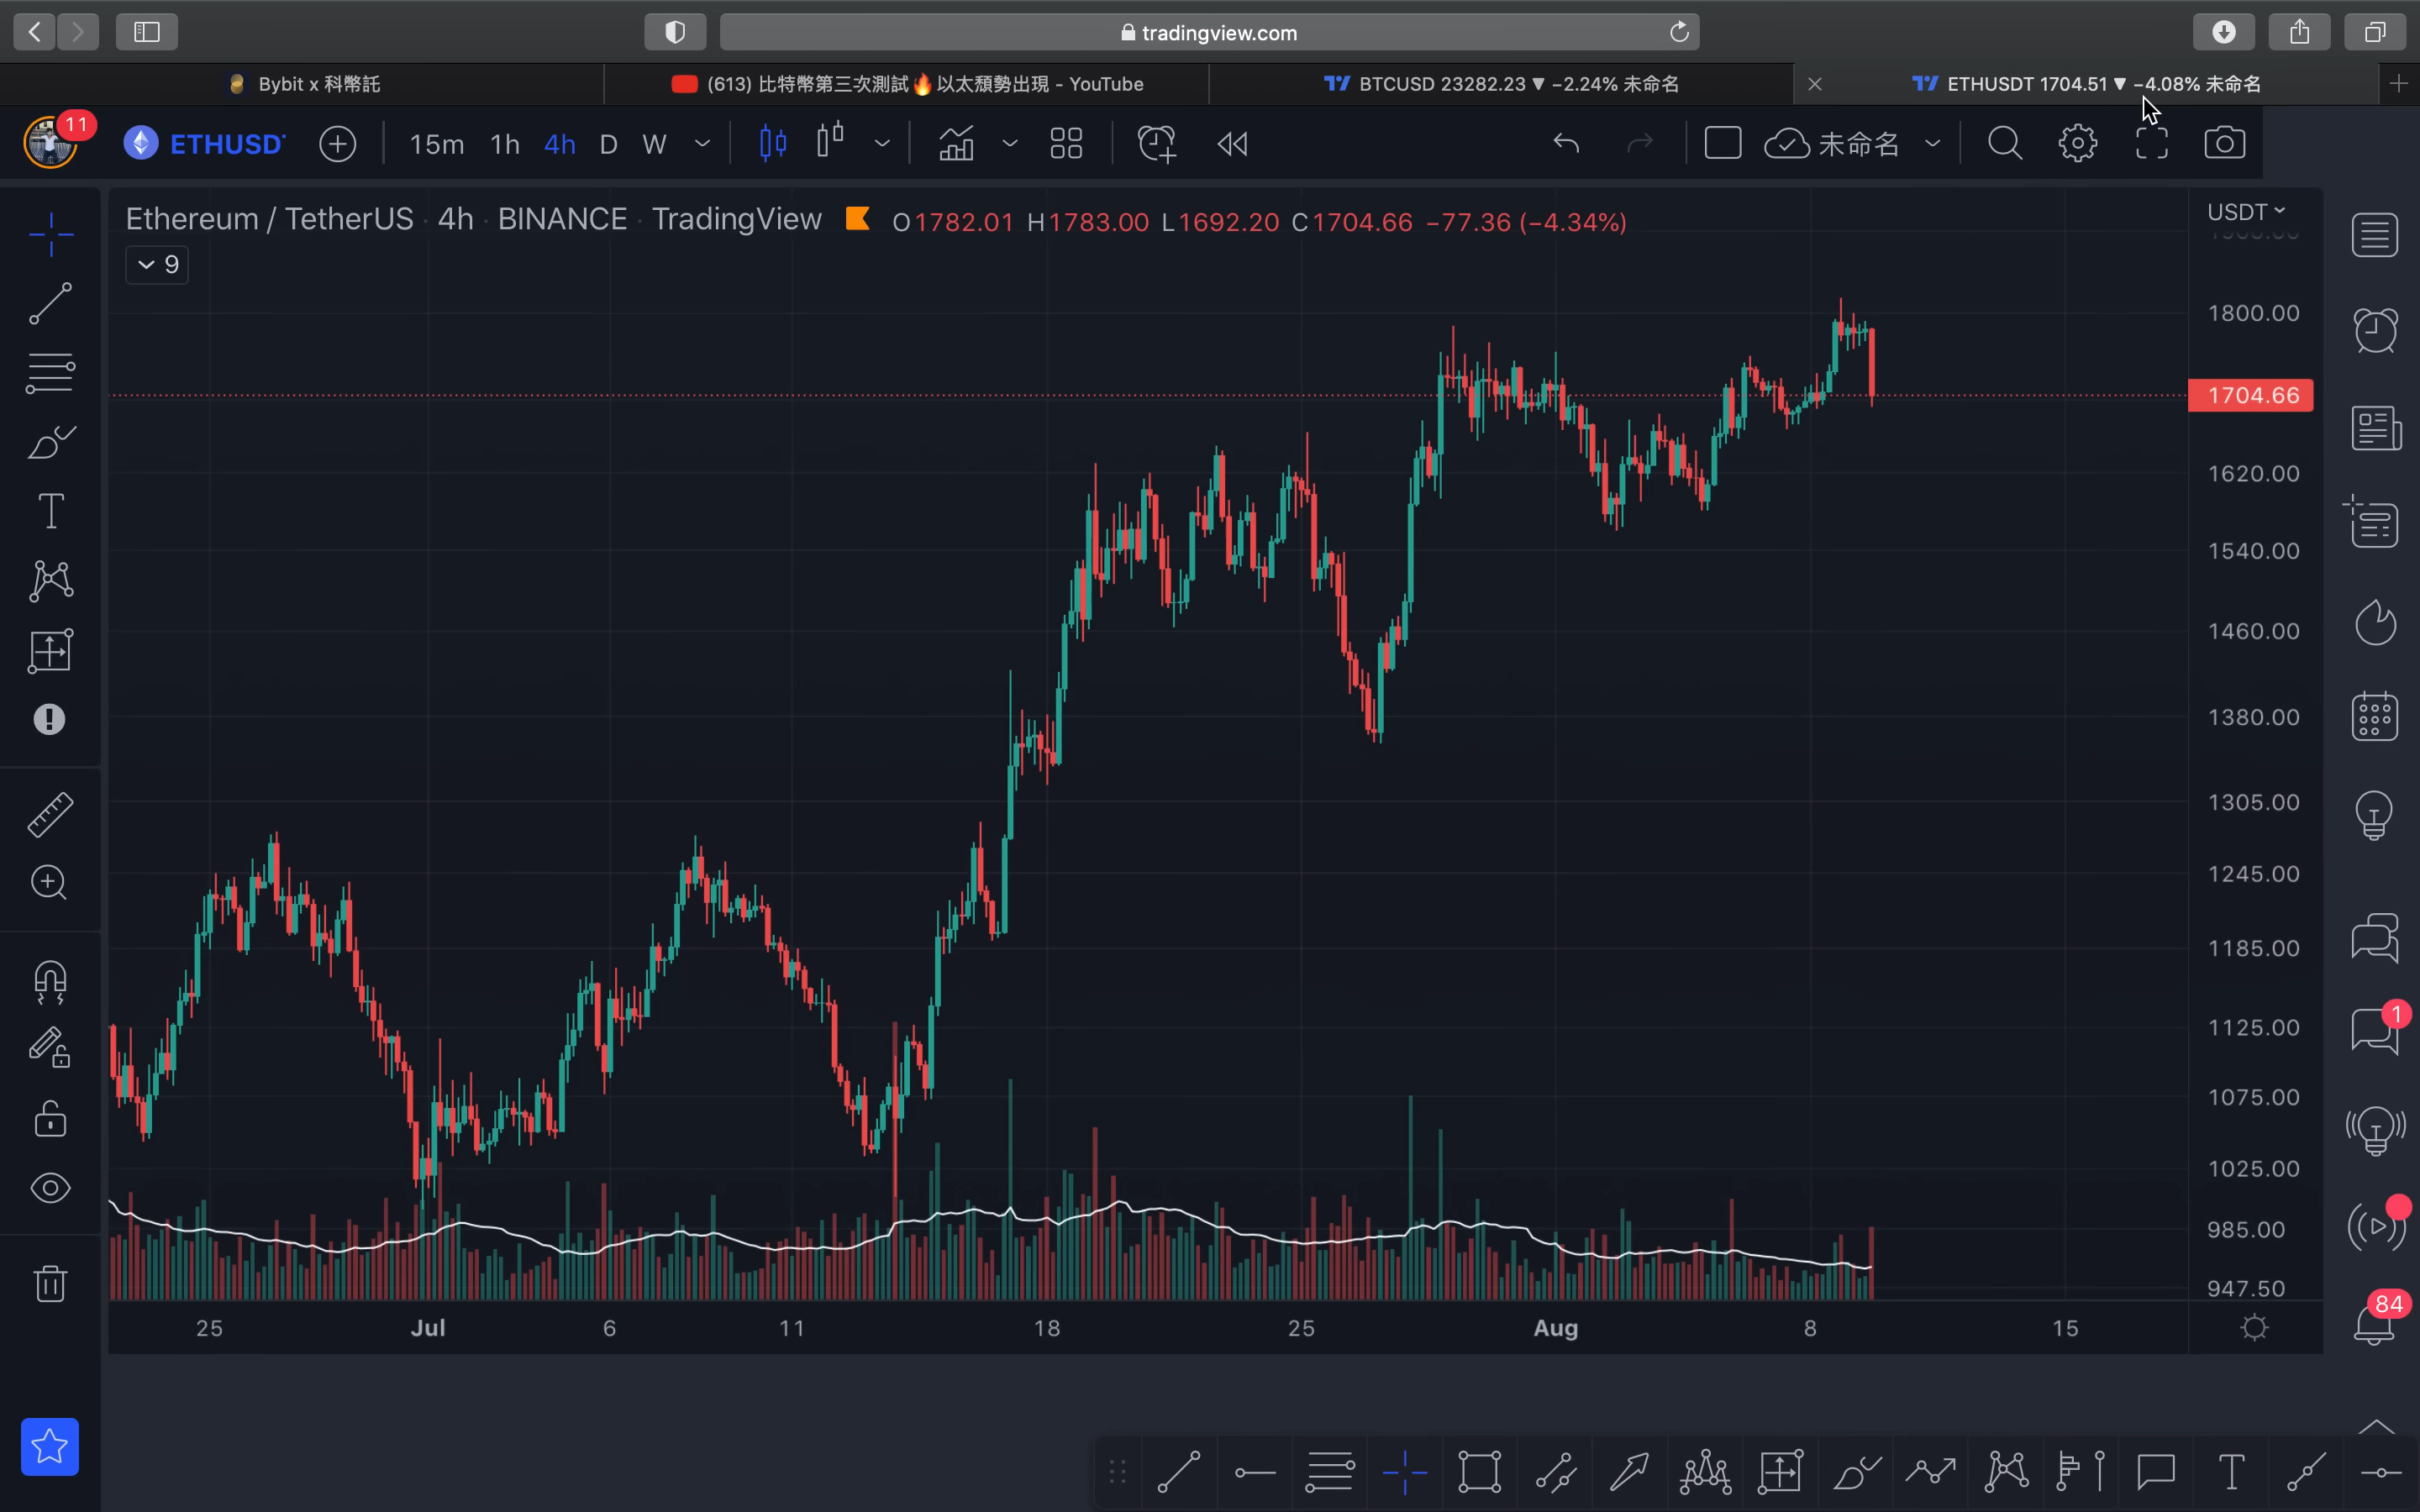 tradingview.com
Bybit x 科幣託
(613) 比特幣第三次測試🔥以太頹勢出現 - YouTube
BTCUSD 23282.23 ▼ −2.24% 未命名
ETHUSDT 1704.51 ▼ −4.08% 未命名
11
ETHUSD
15m 1h 4h D W
未命名
Ethereum / TetherUS · 4h · BINANCE · TradingView O1782.01 H1783.00 L1692.20 C1704.66 −77.36 (−4.34%)
USDT
9
1800.00
1704.66
1620.00
1540.00
1460.00
1380.00
1305.00
1245.00
1185.00
1125.00
1075.00
1025.00
985.00
947.50
25 Jul 6 11 18 25 Aug 8 15
1
84